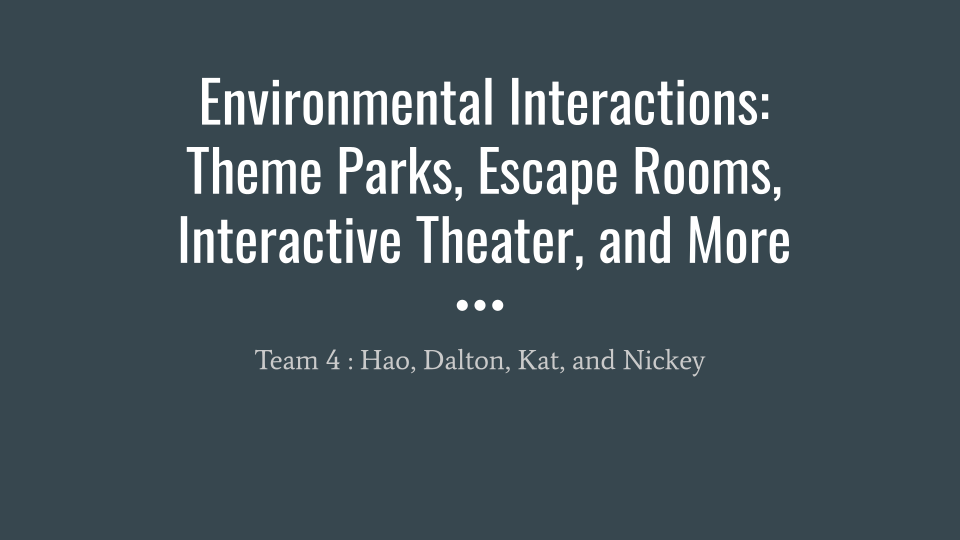 Environmental Interactions:
Theme Parks, Escape Rooms,
Interactive Theater, and More
Team 4 : Hao, Dalton, Kat, and Nickey